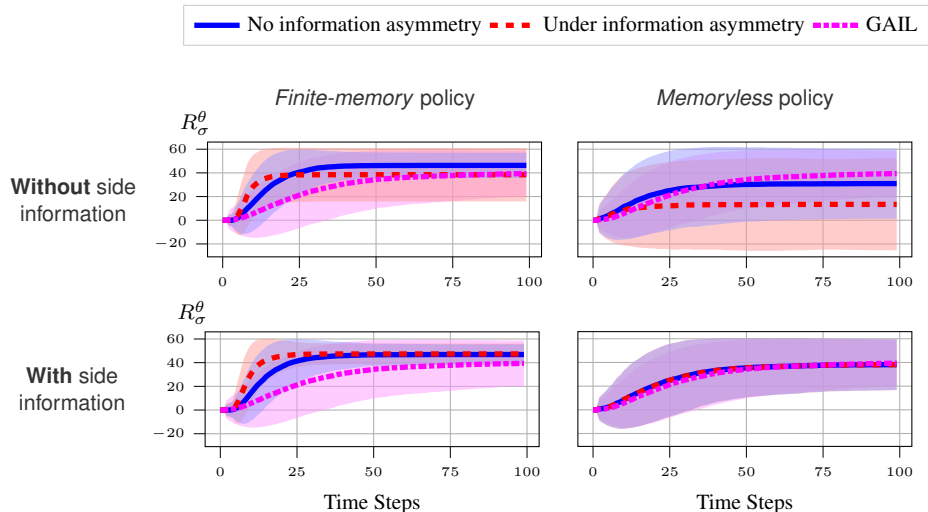 No information asymmetry Under information asymmetry GAIL
Finite-memory policy Memoryless policy
R_σ^θ
60
40
20
0
−20
0 25 50 75 100
0 25 50 75 100
Without side
information
R_σ^θ
60
40
20
0
−20
0 25 50 75 100
0 25 50 75 100
With side
information
Time Steps Time Steps